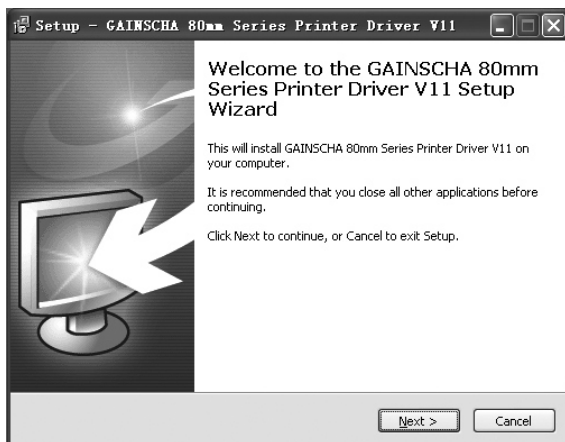 Setup - GAINSCHA 80mm Series Printer Driver V11
Welcome to the GAINSCHA 80mm
Series Printer Driver V11 Setup
Wizard
This will install GAINSCHA 80mm Series Printer Driver V11 on
your computer.
It is recommended that you close all other applications before
continuing.
Click Next to continue, or Cancel to exit Setup.
Next >
Cancel